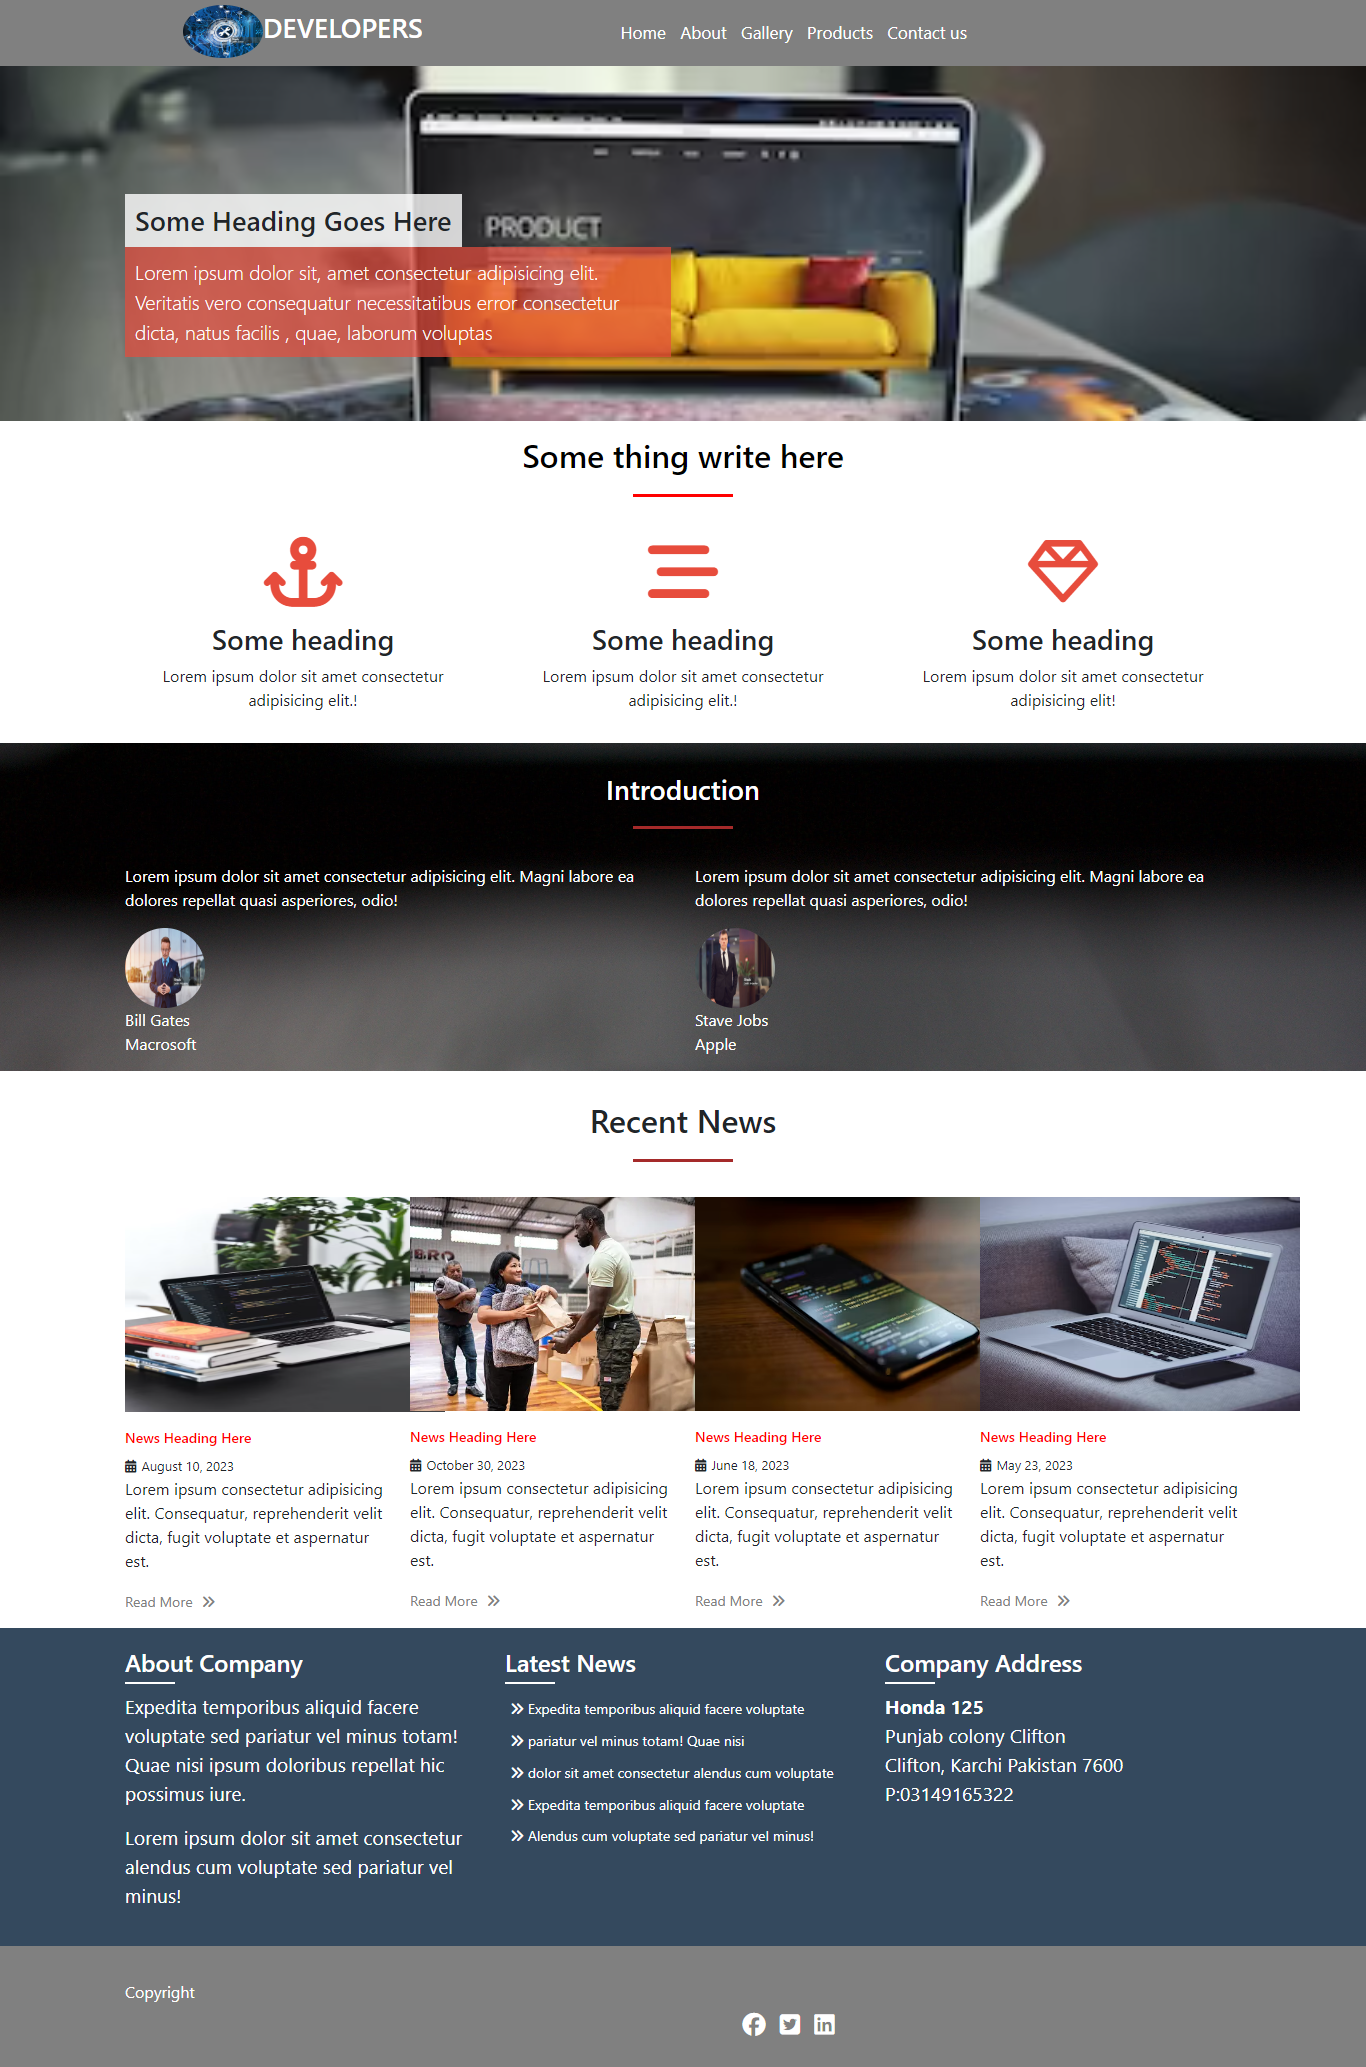 DEVELOPERS
Home About Gallery Products Contact us
PRODUCT
Some Heading Goes Here
Lorem ipsum dolor sit, amet consectetur adipisicing elit.
Veritatis vero consequatur necessitatibus error consectetur
dicta, natus facilis , quae, laborum voluptas
Some thing write here
Some heading
Lorem ipsum dolor sit amet consectetur
adipisicing elit.!
Some heading
Lorem ipsum dolor sit amet consectetur
adipisicing elit.!
Some heading
Lorem ipsum dolor sit amet consectetur
adipisicing elit!
Introduction
Lorem ipsum dolor sit amet consectetur adipisicing elit. Magni labore ea
dolores repellat quasi asperiores, odio!
Bill Gates
Macrosoft
Lorem ipsum dolor sit amet consectetur adipisicing elit. Magni labore ea
dolores repellat quasi asperiores, odio!
Stave Jobs
Apple
Recent News
News Heading Here
August 10, 2023
Lorem ipsum consectetur adipisicing
elit. Consequatur, reprehenderit velit
dicta, fugit voluptate et aspernatur
est.
Read More
BRO
News Heading Here
October 30, 2023
Lorem ipsum consectetur adipisicing
elit. Consequatur, reprehenderit velit
dicta, fugit voluptate et aspernatur
est.
Read More
News Heading Here
June 18, 2023
Lorem ipsum consectetur adipisicing
elit. Consequatur, reprehenderit velit
dicta, fugit voluptate et aspernatur
est.
Read More
News Heading Here
May 23, 2023
Lorem ipsum consectetur adipisicing
elit. Consequatur, reprehenderit velit
dicta, fugit voluptate et aspernatur
est.
Read More
About Company
Expedita temporibus aliquid facere
voluptate sed pariatur vel minus totam!
Quae nisi ipsum doloribus repellat hic
possimus iure.
Lorem ipsum dolor sit amet consectetur
alendus cum voluptate sed pariatur vel
minus!
Latest News
Expedita temporibus aliquid facere voluptate
pariatur vel minus totam! Quae nisi
dolor sit amet consectetur alendus cum voluptate
Expedita temporibus aliquid facere voluptate
Alendus cum voluptate sed pariatur vel minus!
Company Address
Honda 125
Punjab colony Clifton
Clifton, Karchi Pakistan 7600
P:03149165322
Copyright